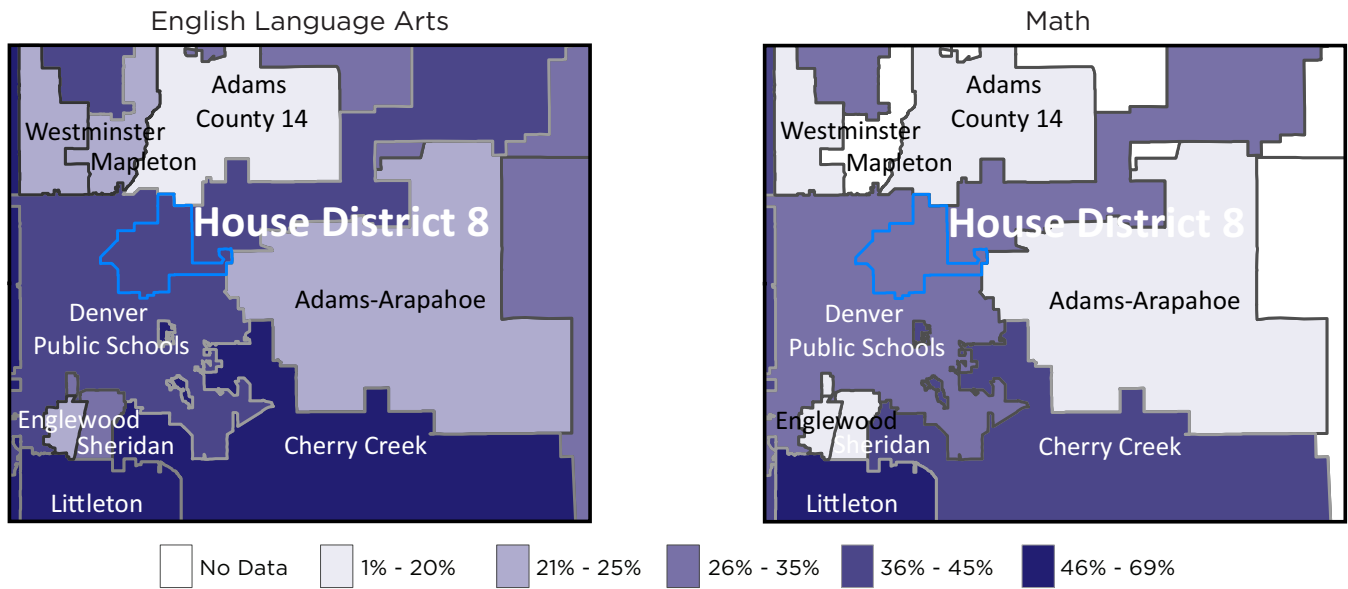 English Language Arts
Math
Adams
County 14
Westminster
Mapleton
House District 8
Adams-Arapahoe
Denver
Public Schools
Englewood
Sheridan
Cherry Creek
Littleton
Adams
County 14
Westminster
Mapleton
House District 8
Adams-Arapahoe
Denver
Public Schools
Englewood
Sheridan
Cherry Creek
Littleton
No Data
1% - 20%
21% - 25%
26% - 35%
36% - 45%
46% - 69%